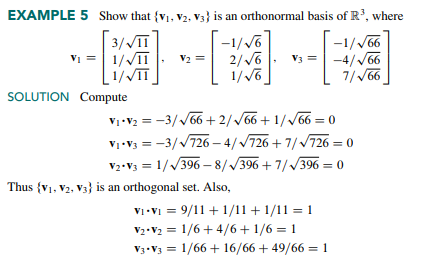 EXAMPLE 5 Show that {v₁, v₂, v₃} is an orthonormal basis of ℝ³, where
v₁ = [3/√11, 1/√11, 1/√11], v₂ = [−1/√6, 2/√6, 1/√6], v₃ = [−1/√66, −4/√66, 7/√66]
SOLUTION Compute
v₁·v₂ = −3/√66 + 2/√66 + 1/√66 = 0
v₁·v₃ = −3/√726 − 4/√726 + 7/√726 = 0
v₂·v₃ = 1/√396 − 8/√396 + 7/√396 = 0
Thus {v₁, v₂, v₃} is an orthogonal set. Also,
v₁·v₁ = 9/11 + 1/11 + 1/11 = 1
v₂·v₂ = 1/6 + 4/6 + 1/6 = 1
v₃·v₃ = 1/66 + 16/66 + 49/66 = 1